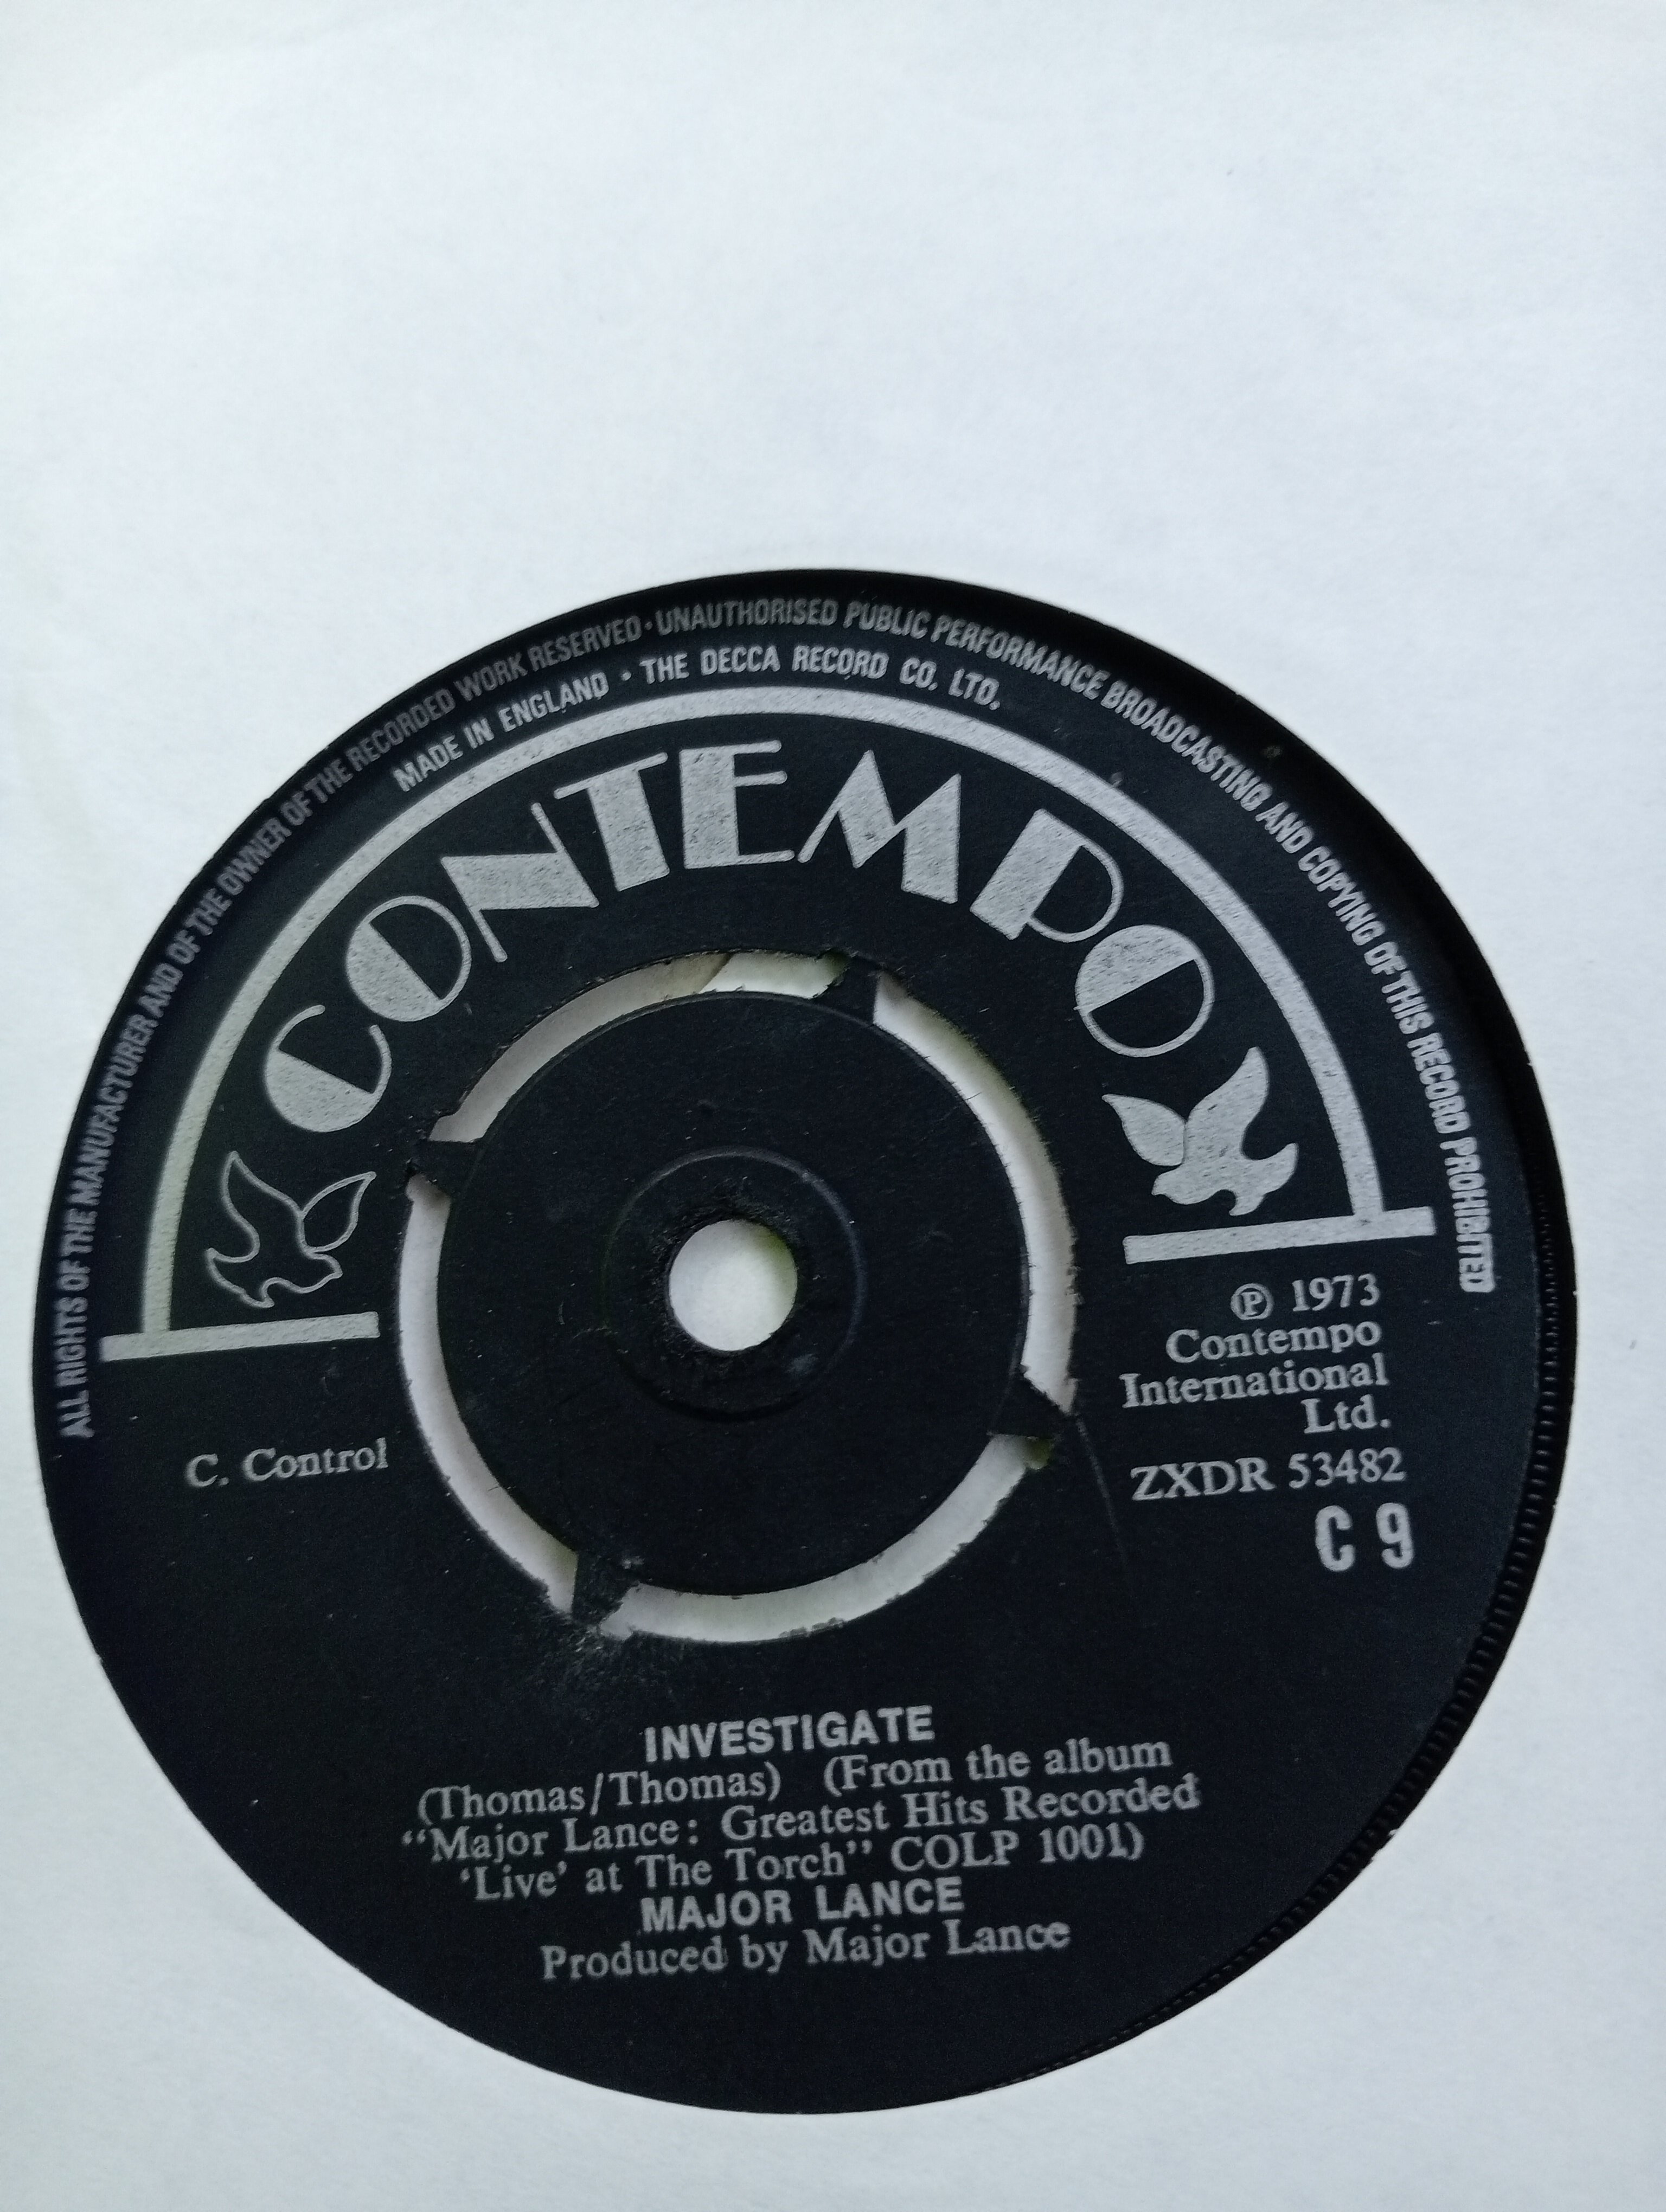 ALL RIGHTS OF THE MANUFACTURER AND OF THE OWNER OF THE RECORDED WORK RESERVED · UNAUTHORISED PUBLIC PERFORMANCE BROADCASTING AND COPYING OF THIS RECORD PROHIBITED
MADE IN ENGLAND · THE DECCA RECORD CO. LTD.
CONTEMPO
℗ 1973
Contempo
International
Ltd.
C. Control
ZXDR 53482
C 9
INVESTIGATE
(Thomas/Thomas) (From the album
“Major Lance: Greatest Hits Recorded
‘Live’ at The Torch” COLP 1001)
MAJOR LANCE
Produced by Major Lance